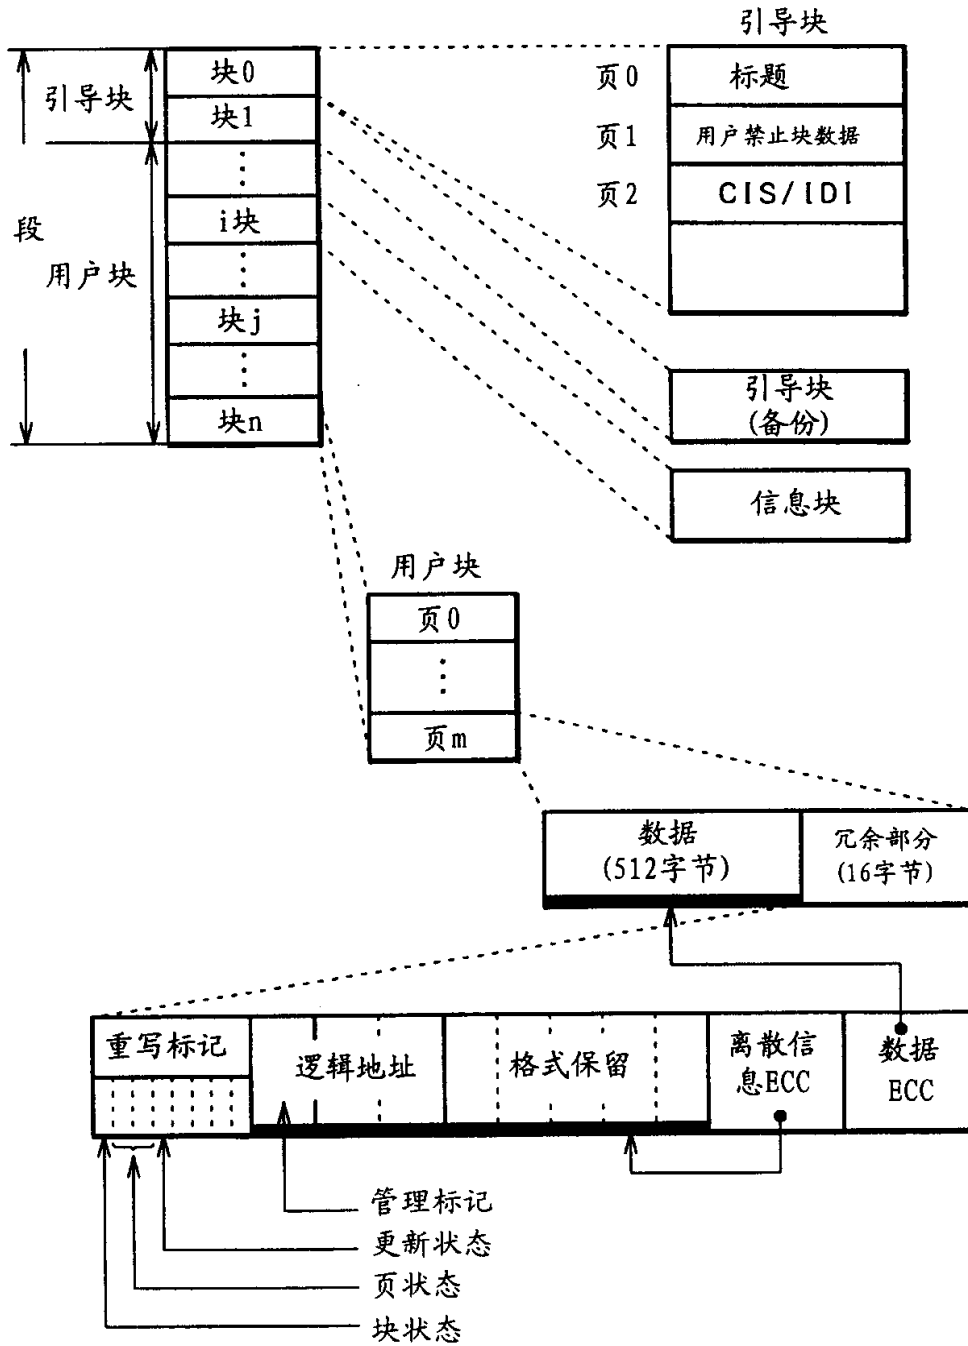 引导块
块0
页0
标题
引导块
块1
页1
用户禁止块数据
页2
CIS/IDI
段
i块
用户块
块j
块n
引导块
(备份)
信息块
用户块
页0
页m
数据
(512字节)
冗余部分
(16字节)
重写标记
逻辑地址
格式保留
离散信
息ECC
数据
ECC
管理标记
更新状态
页状态
块状态